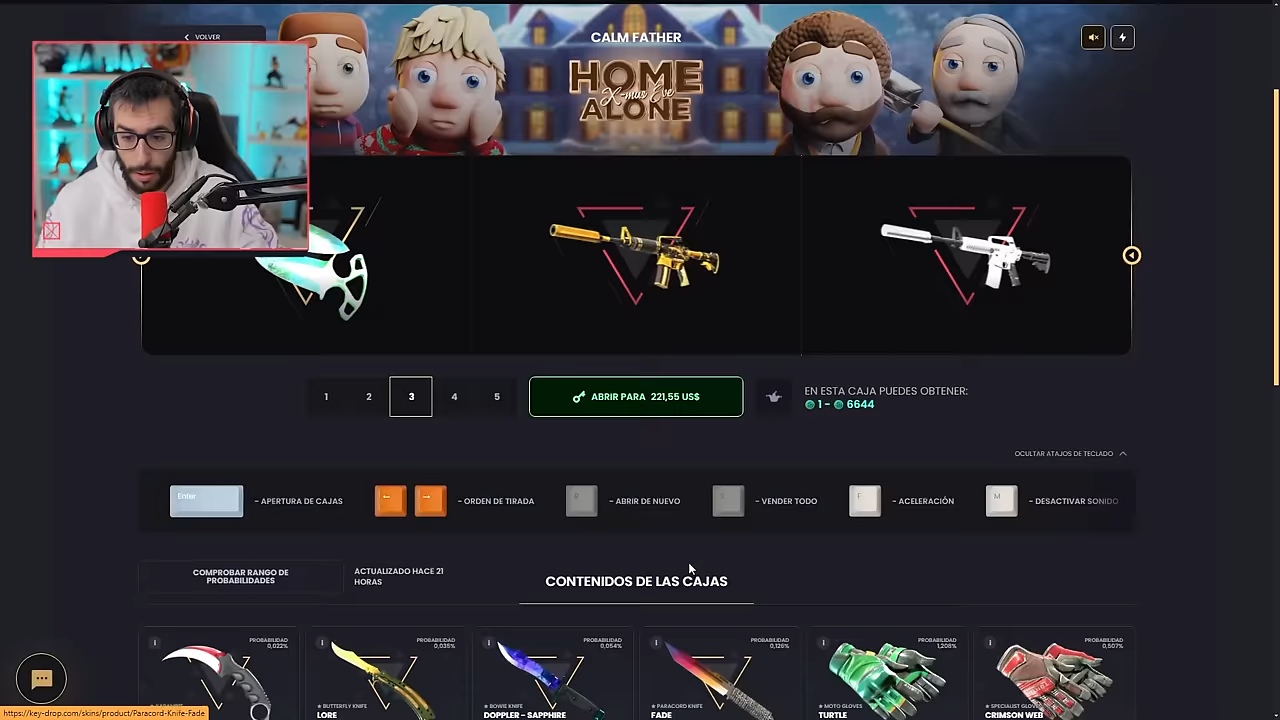 VOLVER
CALM FATHER
HOME
X-mas Eve
ALONE
1 2 3 4 5
ABRIR PARA 221,55 US$
EN ESTA CAJA PUEDES OBTENER:
1 - 6644
OCULTAR ATAJOS DE TECLADO
Enter - APERTURA DE CAJAS ← → - ORDEN DE TIRADA R - ABRIR DE NUEVO S - VENDER TODO F - ACELERACIÓN M - DESACTIVAR SONIDO
COMPROBAR RANGO DE
PROBABILIDADES
ACTUALIZADO HACE 21
HORAS
CONTENIDOS DE LAS CAJAS
PROBABILIDAD
0,022%
PROBABILIDAD
0,035%
★ BUTTERFLY KNIFE
LORE
PROBABILIDAD
0,054%
★ BOWIE KNIFE
DOPPLER - SAPPHIRE
PROBABILIDAD
0,126%
★ PARACORD KNIFE
FADE
PROBABILIDAD
1,208%
★ MOTO GLOVES
TURTLE
PROBABILIDAD
0,507%
★ SPECIALIST GLOVES
CRIMSON WEB
https://key-drop.com/skins/product/Paracord-Knife-Fade